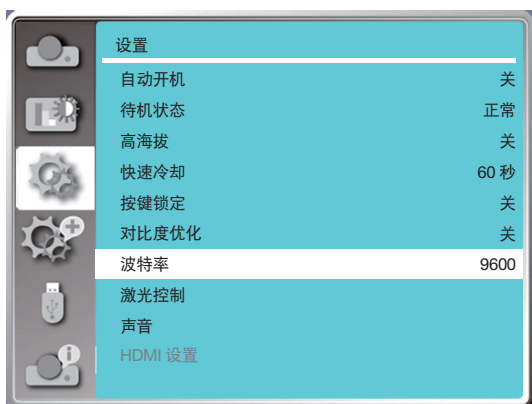 设置
自动开机 关
待机状态 正常
高海拔 关
快速冷却 60 秒
按键锁定 关
对比度优化 关
波特率 9600
激光控制
声音
HDMI 设置